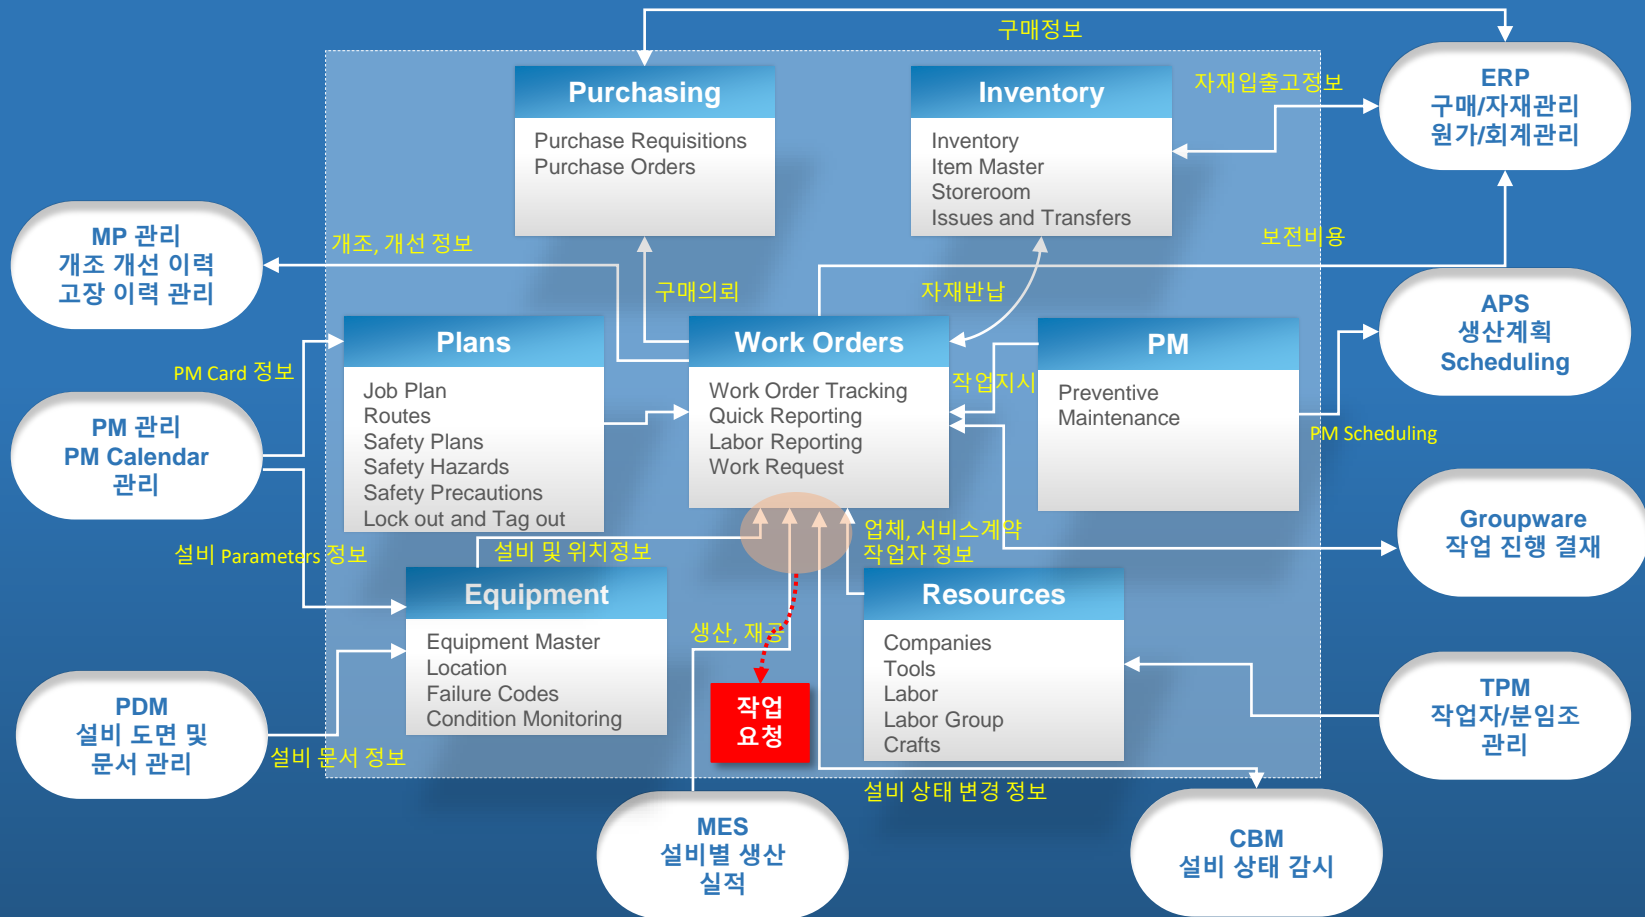 구매정보
Purchasing
Purchase Requisitions
Purchase Orders
Inventory
Inventory
Item Master
Storeroom
Issues and Transfers
자재입출고정보
ERP
구매/자재관리
원가/회계관리
MP 관리
개조 개선 이력
고장 이력 관리
개조, 개선 정보
구매의뢰
자재반납
보전비용
APS
생산계획
Scheduling
Plans
Job Plan
Routes
Safety Plans
Safety Hazards
Safety Precautions
Lock out and Tag out
Work Orders
Work Order Tracking
Quick Reporting
Labor Reporting
Work Request
작업지시
PM
Preventive
Maintenance
PM Scheduling
PM Card 정보
PM 관리
PM Calendar
관리
설비 Parameters 정보
설비 및 위치정보
업체, 서비스계약
작업자 정보
Groupware
작업 진행 결재
Equipment
Equipment Master
Location
Failure Codes
Condition Monitoring
생산, 재공
작업
요청
Resources
Companies
Tools
Labor
Labor Group
Crafts
TPM
작업자/분임조
관리
PDM
설비 도면 및
문서 관리
설비 문서 정보
설비 상태 변경 정보
MES
설비별 생산
실적
CBM
설비 상태 감시